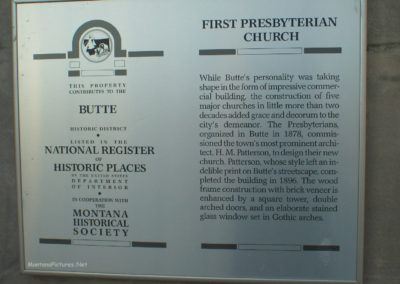 THIS PROPERTY
CONTRIBUTES TO THE
BUTTE
HISTORIC DISTRICT
LISTED IN THE
NATIONAL REGISTER
OF
HISTORIC PLACES
BY THE UNITED STATES
DEPARTMENT
OF INTERIOR
IN COOPERATION WITH
THE
MONTANA
HISTORICAL
SOCIETY
FIRST PRESBYTERIAN
CHURCH
While Butte's personality was taking
shape in the form of impressive commer-
cial building, the construction of five
major churches in little more than two
decades added grace and decorum to the
city's demeanor. The Presbyterians,
organized in Butte in 1878, commis-
sioned the town's most prominent archi-
tect, H. M. Patterson, to design their new
church. Patterson, whose style left an in-
delible print on Butte's streetscape, com-
pleted the building in 1896. The wood
frame construction with brick veneer is
enhanced by a square tower, double
arched doors, and an elaborate stained
glass window set in Gothic arches.
MontanaPictures.Net